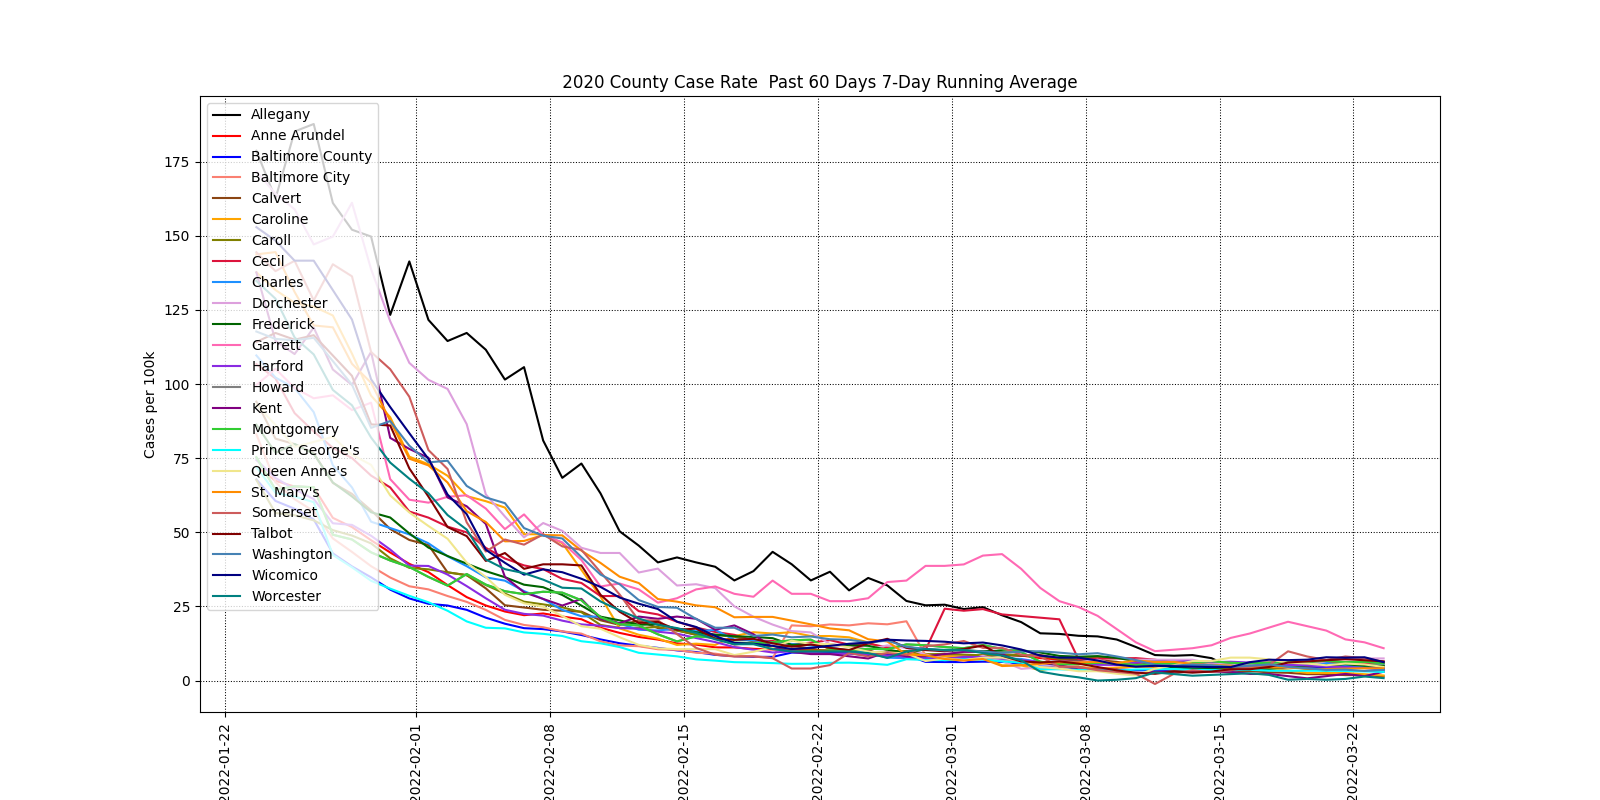 2020 County Case Rate  Past 60 Days 7-Day Running Average
Cases per 100k
175
150
125
100
75
50
25
0
Allegany
Anne Arundel
Baltimore County
Baltimore City
Calvert
Caroline
Caroll
Cecil
Charles
Dorchester
Frederick
Garrett
Harford
Howard
Kent
Montgomery
Prince George's
Queen Anne's
St. Mary's
Somerset
Talbot
Washington
Wicomico
Worcester
2022-01-22
2022-02-01
2022-02-08
2022-02-15
2022-02-22
2022-03-01
2022-03-08
2022-03-15
2022-03-22